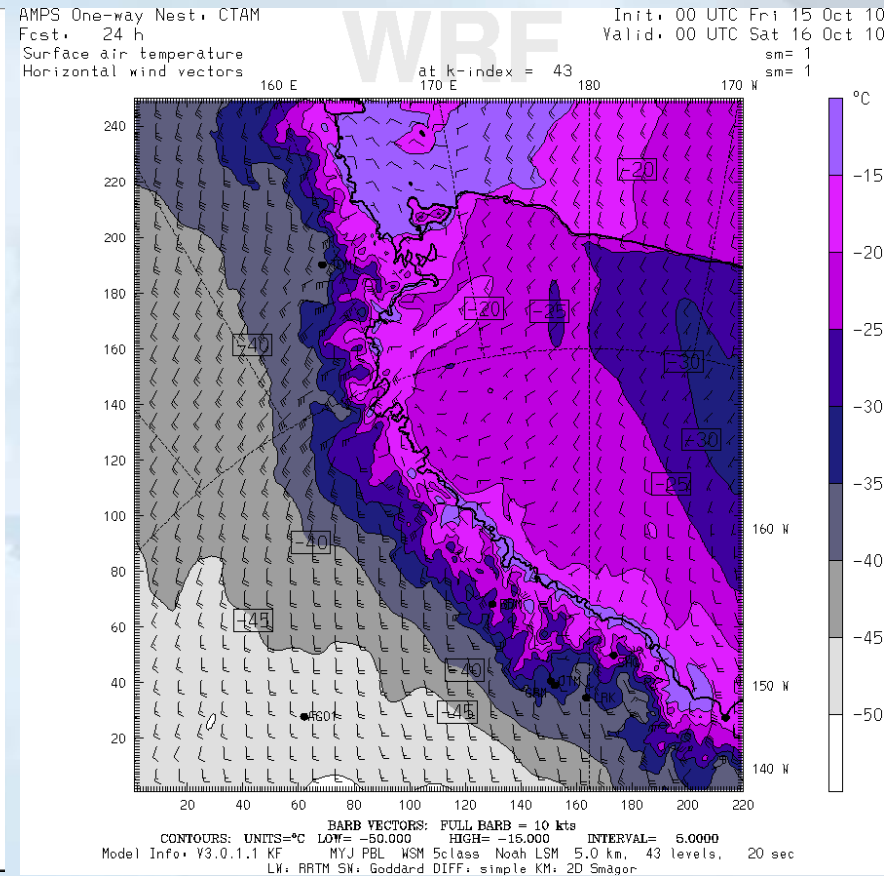 AMPS One-way Nest: CTAM Init: 00 UTC Fri 15 Oct 10
Fcst: 24 h Valid: 00 UTC Sat 16 Oct 10
WRF
Surface air temperature sm= 1
Horizontal wind vectors at k-index = 43 sm= 1
160 E 170 E 180 170 W
°C
240
220
200
180
160
140
120
100
80
60
40
20
-20
-20
-25
-30
-30
-25
-40
-40
-45
-40
-45
AGO1
160 W
150 W
140 W
-15
-20
-25
-30
-35
-40
-45
-50
20 40 60 80 100 120 140 160 180 200 220
BARB VECTORS: FULL BARB = 10 kts
CONTOURS: UNITS=°C LOW= -50.000 HIGH= -15.000 INTERVAL= 5.0000
Model Info: V3.0.1.1 KF MYJ PBL WSM 5class Noah LSM 5.0 km, 43 levels, 20 sec
LW: RRTM SW: Goddard DIFF: simple KM: 2D Smagor